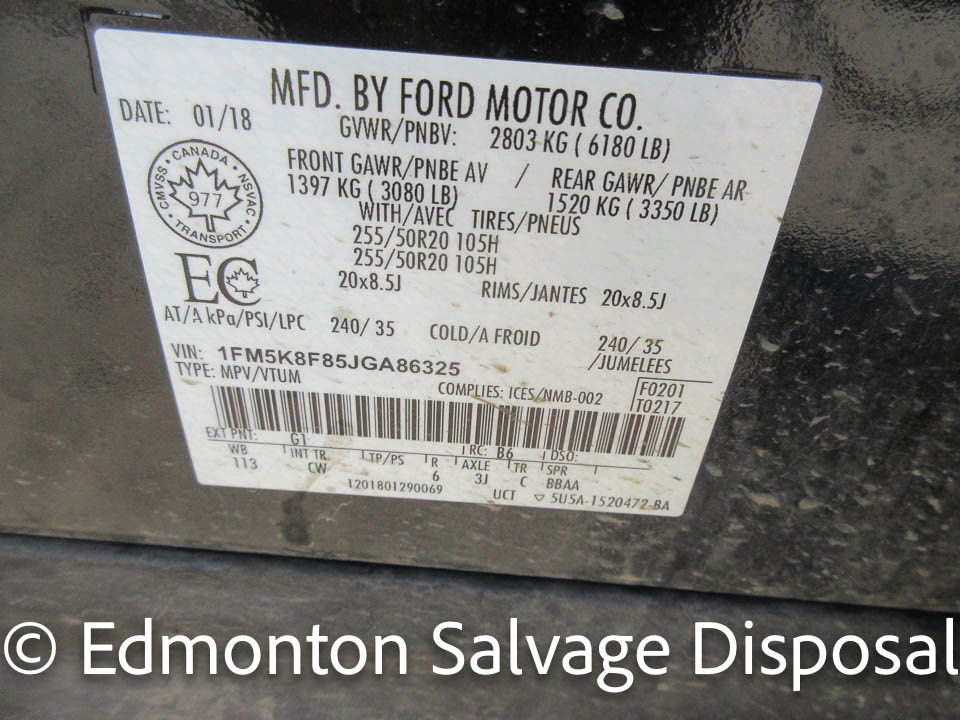 MFD. BY FORD MOTOR CO.
DATE: 01/18
GVWR/PNBV: 2803 KG ( 6180 LB)
FRONT GAWR/PNBE AV / REAR GAWR/ PNBE AR
1397 KG ( 3080 LB) 1520 KG ( 3350 LB)
WITH/AVEC TIRES/PNEUS
255/50R20 105H
255/50R20 105H
20x8.5J RIMS/JANTES 20x8.5J
CANADA
CMVSS 977 NSVAC
TRANSPORT
EC
AT/A kPa/PSI/LPC 240/ 35 COLD/A FROID 240/ 35
/JUMELEES
VIN: 1FM5K8F85JGA86325
TYPE: MPV/VTUM
COMPLIES: ICES/NMB-002
F0201
T0217
EXT PNT: G1 RC: B6 DSO:
WB INT TR TP/PS R AXLE TR SPR
113 CW 6 3J C BBAA
1201801290069 UCT ▽ 5U5A-1520472-BA
© Edmonton Salvage Disposal